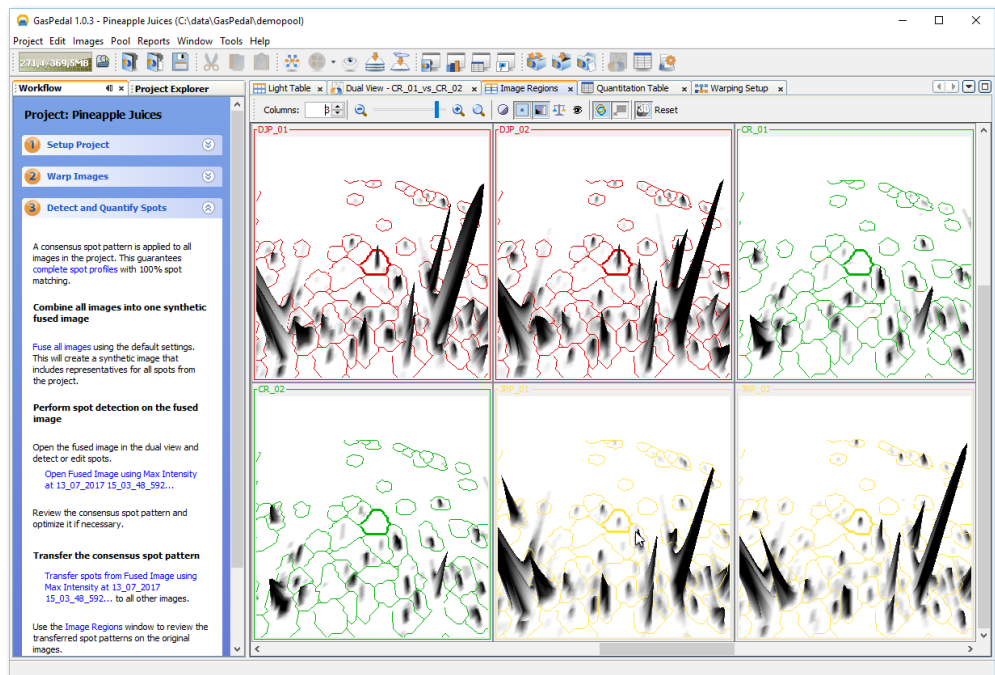 GasPedal 1.0.3 - Pineapple Juices (C:\data\GasPedal\demopool)
Project Edit Images Pool Reports Window Tools Help
271,4/369,5MB
Workflow
Project Explorer
Light Table
Dual View - CR_01_vs_CR_02
Image Regions
Quantitation Table
Warping Setup
Columns: 3
Reset
Project: Pineapple Juices
1 Setup Project
2 Warp Images
3 Detect and Quantify Spots
A consensus spot pattern is applied to all
images in the project. This guarantees
complete spot profiles with 100% spot
matching.
Combine all images into one synthetic
fused image
Fuse all images using the default settings.
This will create a synthetic image that
includes representatives for all spots from
the project.
Perform spot detection on the fused
image
Open the fused image in the dual view and
detect or edit spots.
Open Fused Image using Max Intensity
at 13_07_2017 15_03_48_592...
Review the consensus spot pattern and
optimize it if necessary.
Transfer the consensus spot pattern
Transfer spots from Fused Image using
Max Intensity at 13_07_2017
15_03_48_592... to all other images.
Use the Image Regions window to review the
transferred spot patterns on the original
images.
DJP_01
DJP_02
CR_01
CR_02
JRP_01
JRP_02